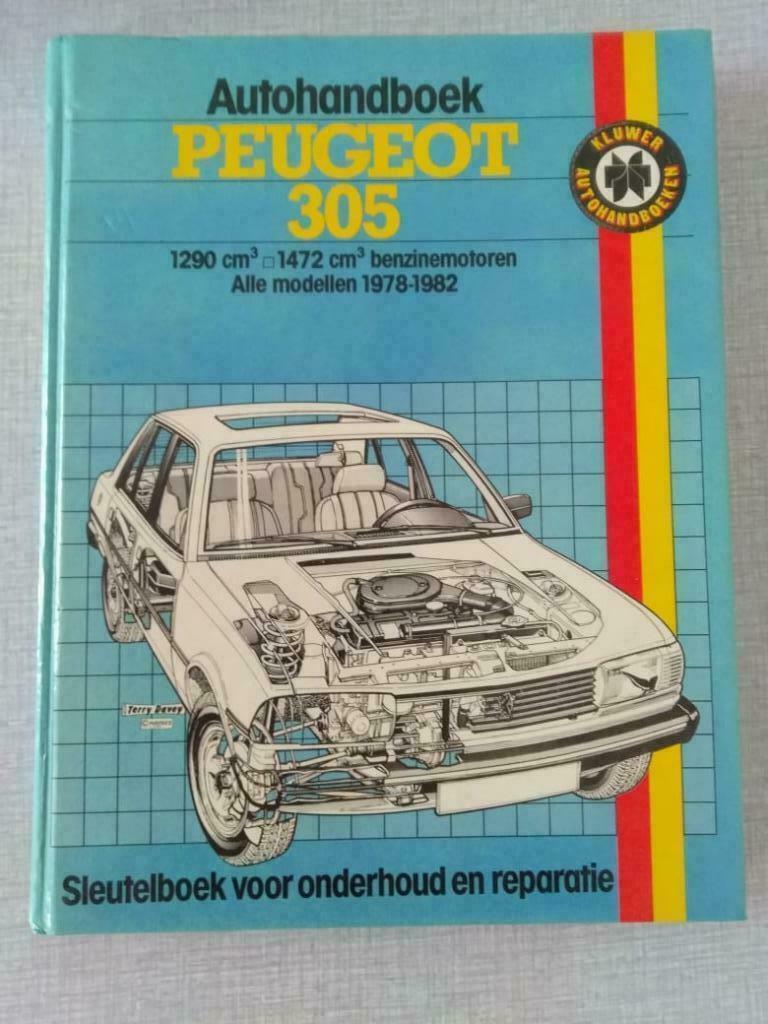 Autohandboek
PEUGEOT
305
1290 cm³ □ 1472 cm³ benzinemotoren
Alle modellen 1978-1982
KLUWER
AUTOHANDBOEKEN
Terry Davey
Sleutelboek voor onderhoud en reparatie